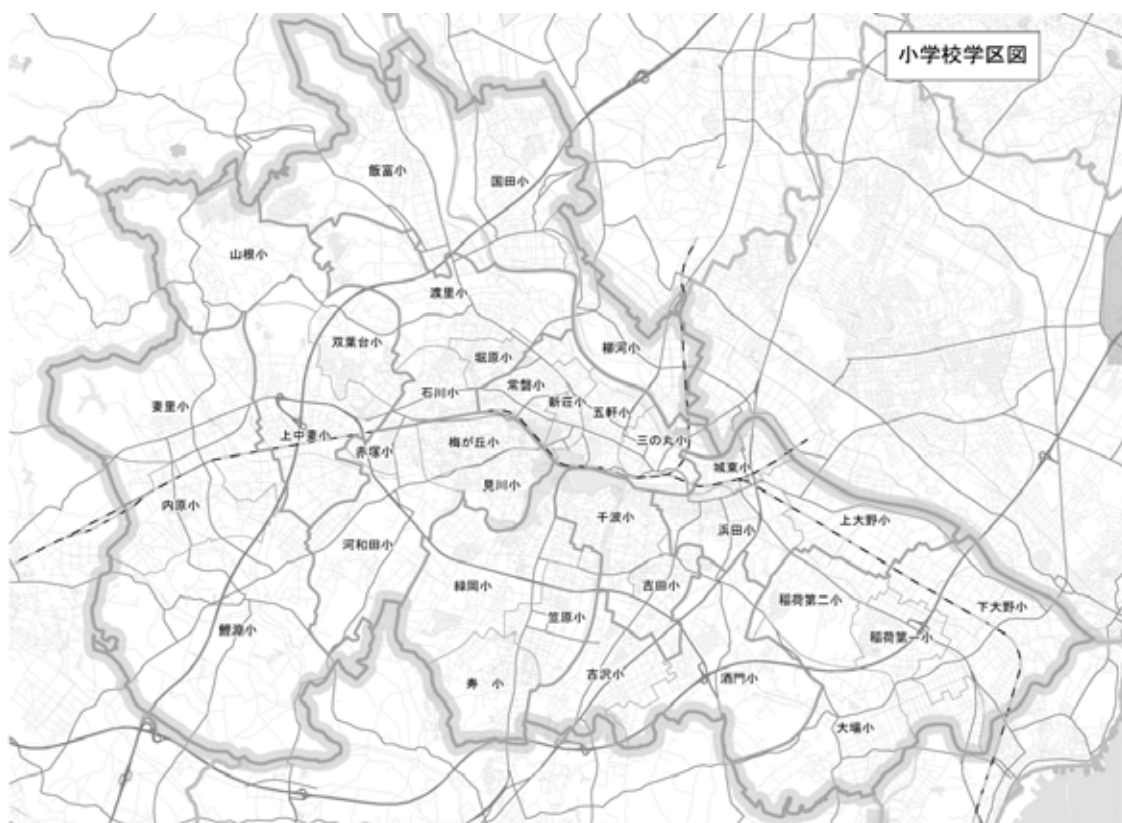 小学校学区図
飯富小
国田小
山根小
渡里小
双葉台小
堀原小
柳河小
石川小
常磐小
新荘小
五軒小
妻里小
上中妻小
赤塚小
梅が丘小
三の丸小
城東小
見川小
内原小
千波小
浜田小
上大野小
河和田小
緑岡小
吉田小
稲荷第二小
下大野小
笠原小
鯉淵小
稲荷第一小
寿 小
吉沢小
酒門小
大場小